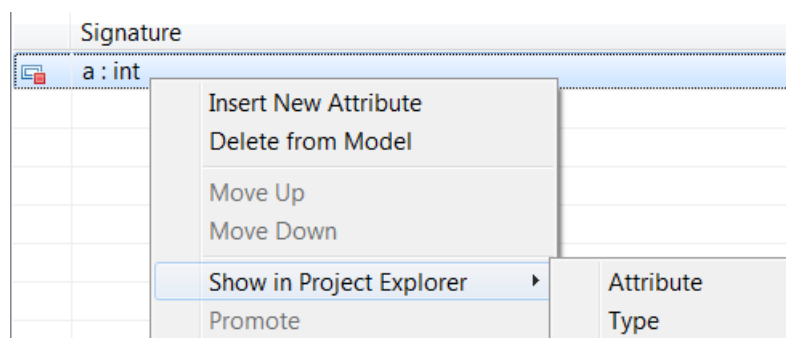 Signature
a : int
Insert New Attribute
Delete from Model
Move Up
Move Down
Show in Project Explorer
Attribute
Promote
Type